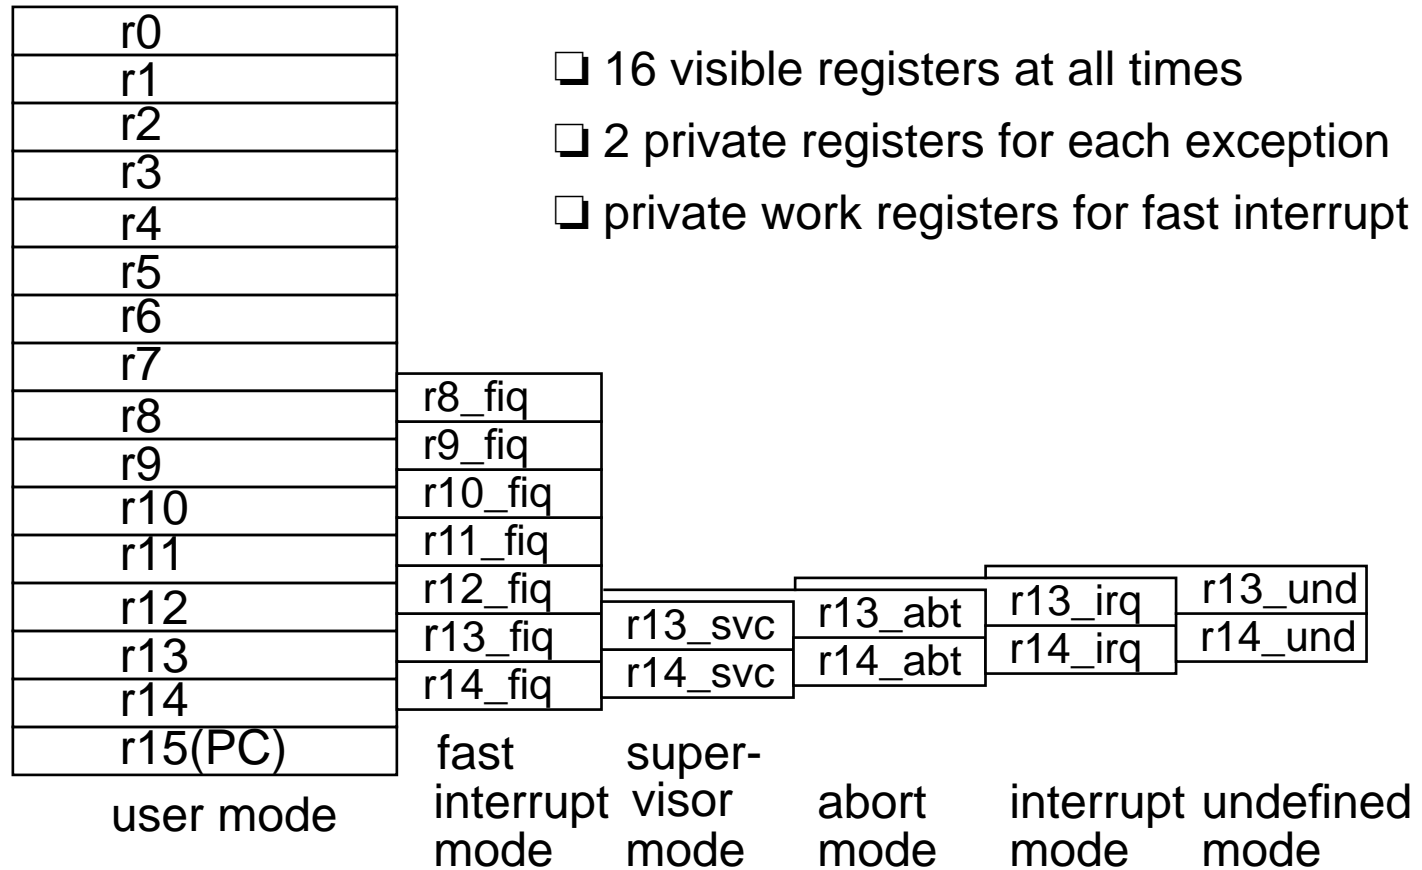 r0
r1
r2
r3
r4
r5
r6
r7
r8
r9
r10
r11
r12
r13
r14
r15(PC)
user mode
❏ 16 visible registers at all times
❏ 2 private registers for each exception
❏ private work registers for fast interrupt
r8_fiq
r9_fiq
r10_fiq
r11_fiq
r12_fiq
r13_fiq
r14_fiq
fast
interrupt
mode
r13_svc
r14_svc
super-
visor
mode
r13_abt
r14_abt
abort
mode
r13_irq
r14_irq
interrupt
mode
r13_und
r14_und
undefined
mode